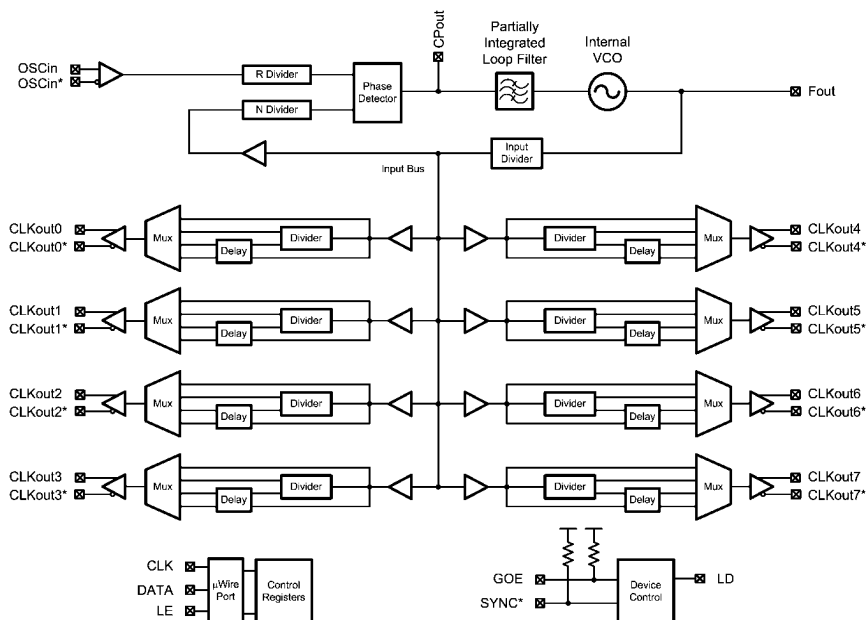 CPout
Partially
Integrated
Loop Filter
Internal
VCO
OSCin
OSCin*
R Divider
N Divider
Phase
Detector
Fout
Input Bus
Input
Divider
CLKout0
CLKout0*
Mux
Delay
Divider
Divider
Delay
Mux
CLKout4
CLKout4*
CLKout1
CLKout1*
Mux
Delay
Divider
Divider
Delay
Mux
CLKout5
CLKout5*
CLKout2
CLKout2*
Mux
Delay
Divider
Divider
Delay
Mux
CLKout6
CLKout6*
CLKout3
CLKout3*
Mux
Delay
Divider
Divider
Delay
Mux
CLKout7
CLKout7*
CLK
DATA
LE
µWire
Port
Control
Registers
GOE
SYNC*
Device
Control
LD